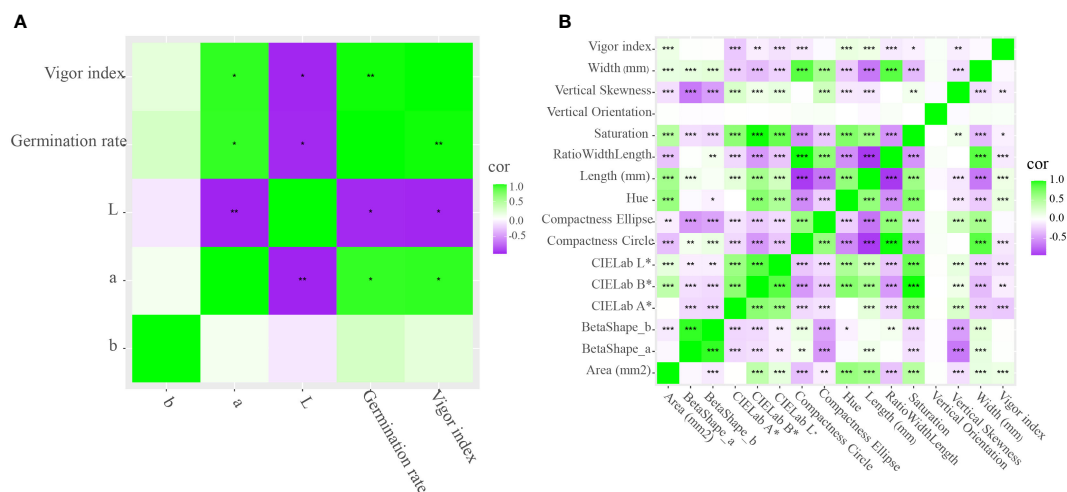 A
Vigor index * * **
Germination rate * * **
L ** * *
a ** * *
b
b
a
L
Germination rate
Vigor index
cor
1.0
0.5
0.0
-0.5
B
Vigor index *** *** ** *** *** *** *** *** * **
Width (mm) *** *** *** *** *** *** *** *** *** *** *** *** ***
Vertical Skewness *** *** *** *** *** *** *** *** *** ** *** **
Vertical Orientation
Saturation *** *** *** *** *** *** *** *** *** *** *** ** *** *
RatioWidthLength *** ** *** *** *** *** *** *** *** *** *** ***
Length (mm) *** *** *** *** *** *** *** *** *** *** *** *** ***
Hue *** * *** *** *** *** *** *** *** *** *** ***
Compactness Ellipse ** *** *** *** *** *** *** *** *** *** *** *** ***
Compactness Circle *** ** *** *** *** *** *** *** *** *** *** *** ***
CIELab L* *** ** ** *** *** *** *** *** *** *** *** *** *** ***
CIELab B* *** *** *** *** *** *** *** *** *** *** *** *** *** **
CIELab A* *** *** *** *** *** *** *** *** *** *** *** ***
BetaShape_b *** *** *** *** ** *** *** * ** *** *** ***
BetaShape_a *** *** *** ** ** *** *** *** *** ***
Area (mm2) *** *** *** *** ** *** *** *** *** *** *** ***
Area (mm2)
BetaShape_a
BetaShape_b
CIELab A*
CIELab B*
CIELab L*
Compactness Circle
Compactness Ellipse
Hue
Length (mm)
RatioWidthLength
Saturation
Vertical Orientation
Vertical Skewness
Width (mm)
Vigor index
cor
1.0
0.5
0.0
-0.5